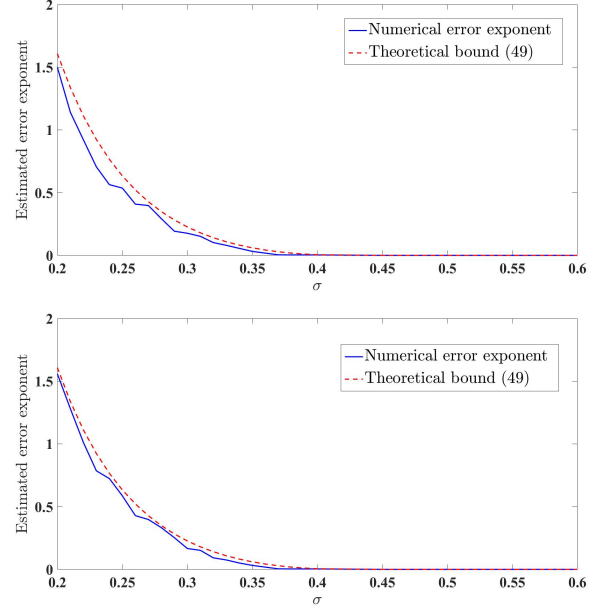 2
1.5
1
0.5
0
0.2 0.25 0.3 0.35 0.4 0.45 0.5 0.55 0.6
σ
Estimated error exponent
Numerical error exponent
Theoretical bound (49)
2
1.5
1
0.5
0
0.2 0.25 0.3 0.35 0.4 0.45 0.5 0.55 0.6
σ
Estimated error exponent
Numerical error exponent
Theoretical bound (49)